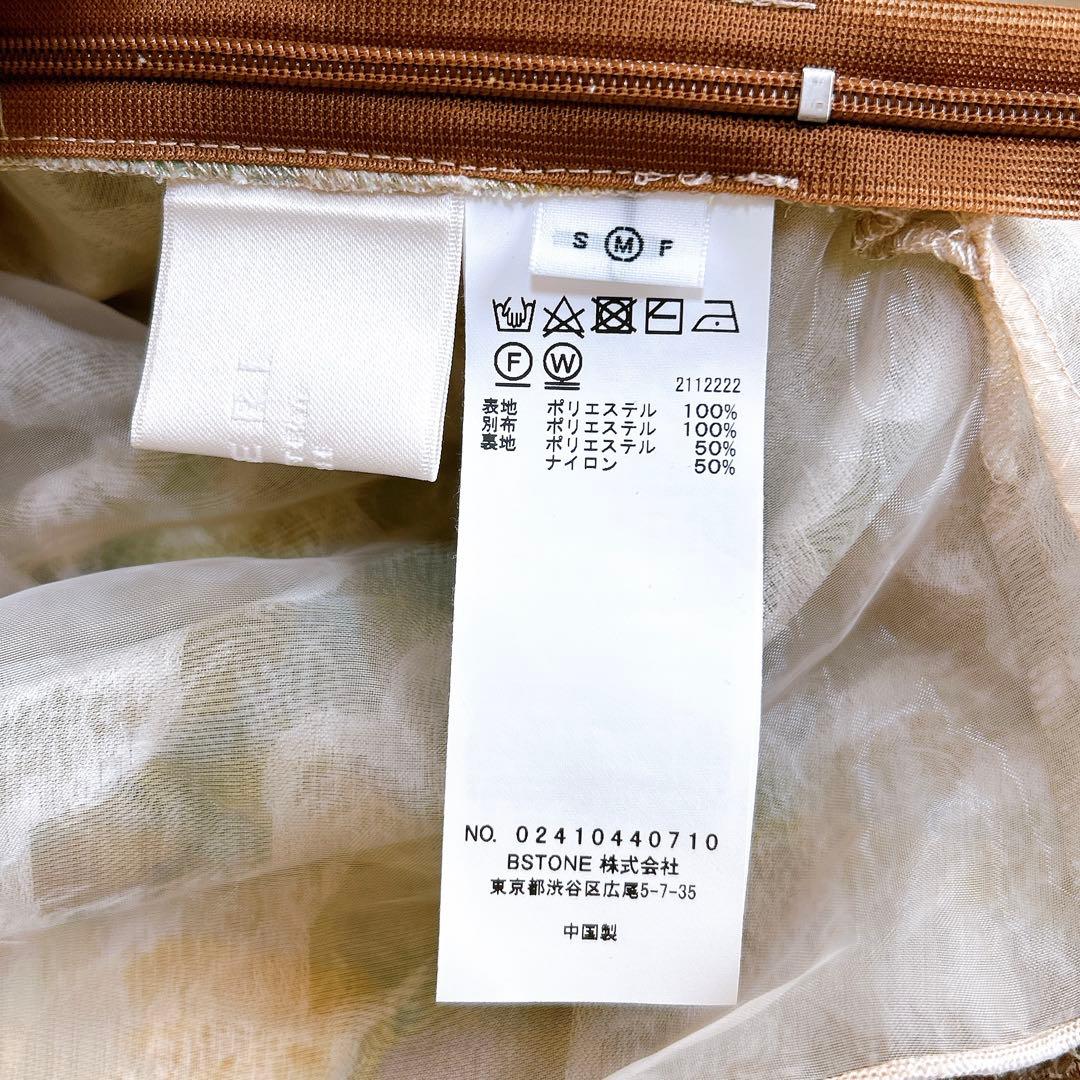 S M F
F W
2112222
表地 ポリエステル 100%
別布 ポリエステル 100%
裏地 ポリエステル 50%
ナイロン 50%
NO. 02410440710
BSTONE 株式会社
東京都渋谷区広尾5-7-35
中国製